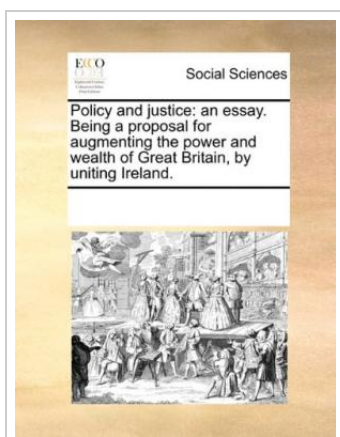 ECCO
Social Sciences
Policy and justice: an essay.
Being a proposal for
augmenting the power and
wealth of Great Britain, by
uniting Ireland.